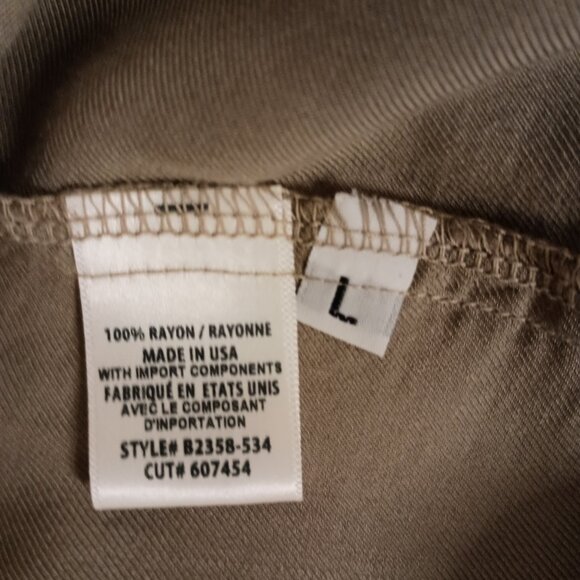 100% RAYON / RAYONNE
MADE IN USA
WITH IMPORT COMPONENTS
FABRIQUÉ EN ETATS UNIS
AVEC LE COMPOSANT
D'INPORTATION
STYLE# B2358-534
CUT# 607454
L